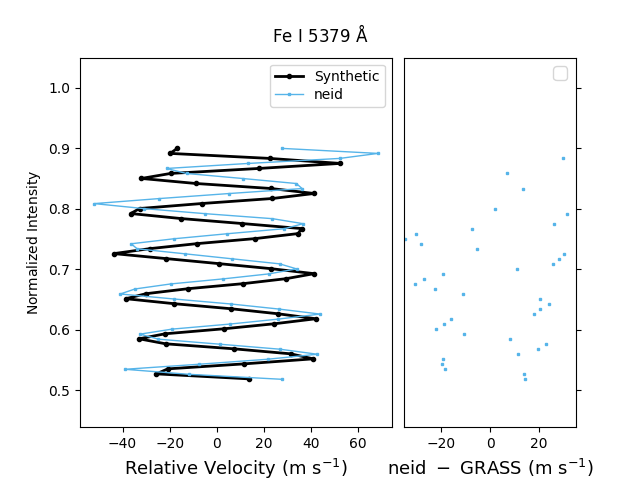 Fe I 5379 Å
Synthetic
neid
1.0
0.9
0.8
0.7
0.6
0.5
Normalized Intensity
−40 −20 0 20 40 60
−20 0 20
Relative Velocity (m s⁻¹)
neid − GRASS (m s⁻¹)